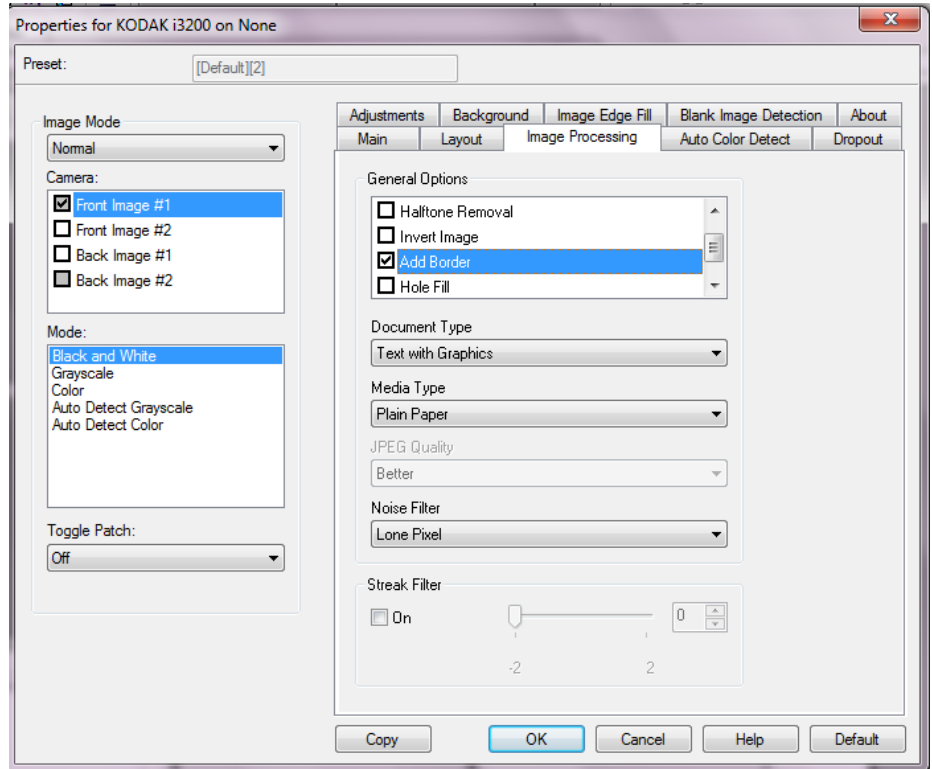 Properties for KODAK i3200 on None
Preset:
[Default][2]
Image Mode
Normal
Camera:
Front Image #1
Front Image #2
Back Image #1
Back Image #2
Mode:
Black and White
Grayscale
Color
Auto Detect Grayscale
Auto Detect Color
Toggle Patch:
Off
Adjustments Background Image Edge Fill Blank Image Detection About
Main Layout Image Processing Auto Color Detect Dropout
General Options
Halftone Removal
Invert Image
Add Border
Hole Fill
Document Type
Text with Graphics
Media Type
Plain Paper
JPEG Quality
Better
Noise Filter
Lone Pixel
Streak Filter
On 0
-2 2
Copy OK Cancel Help Default